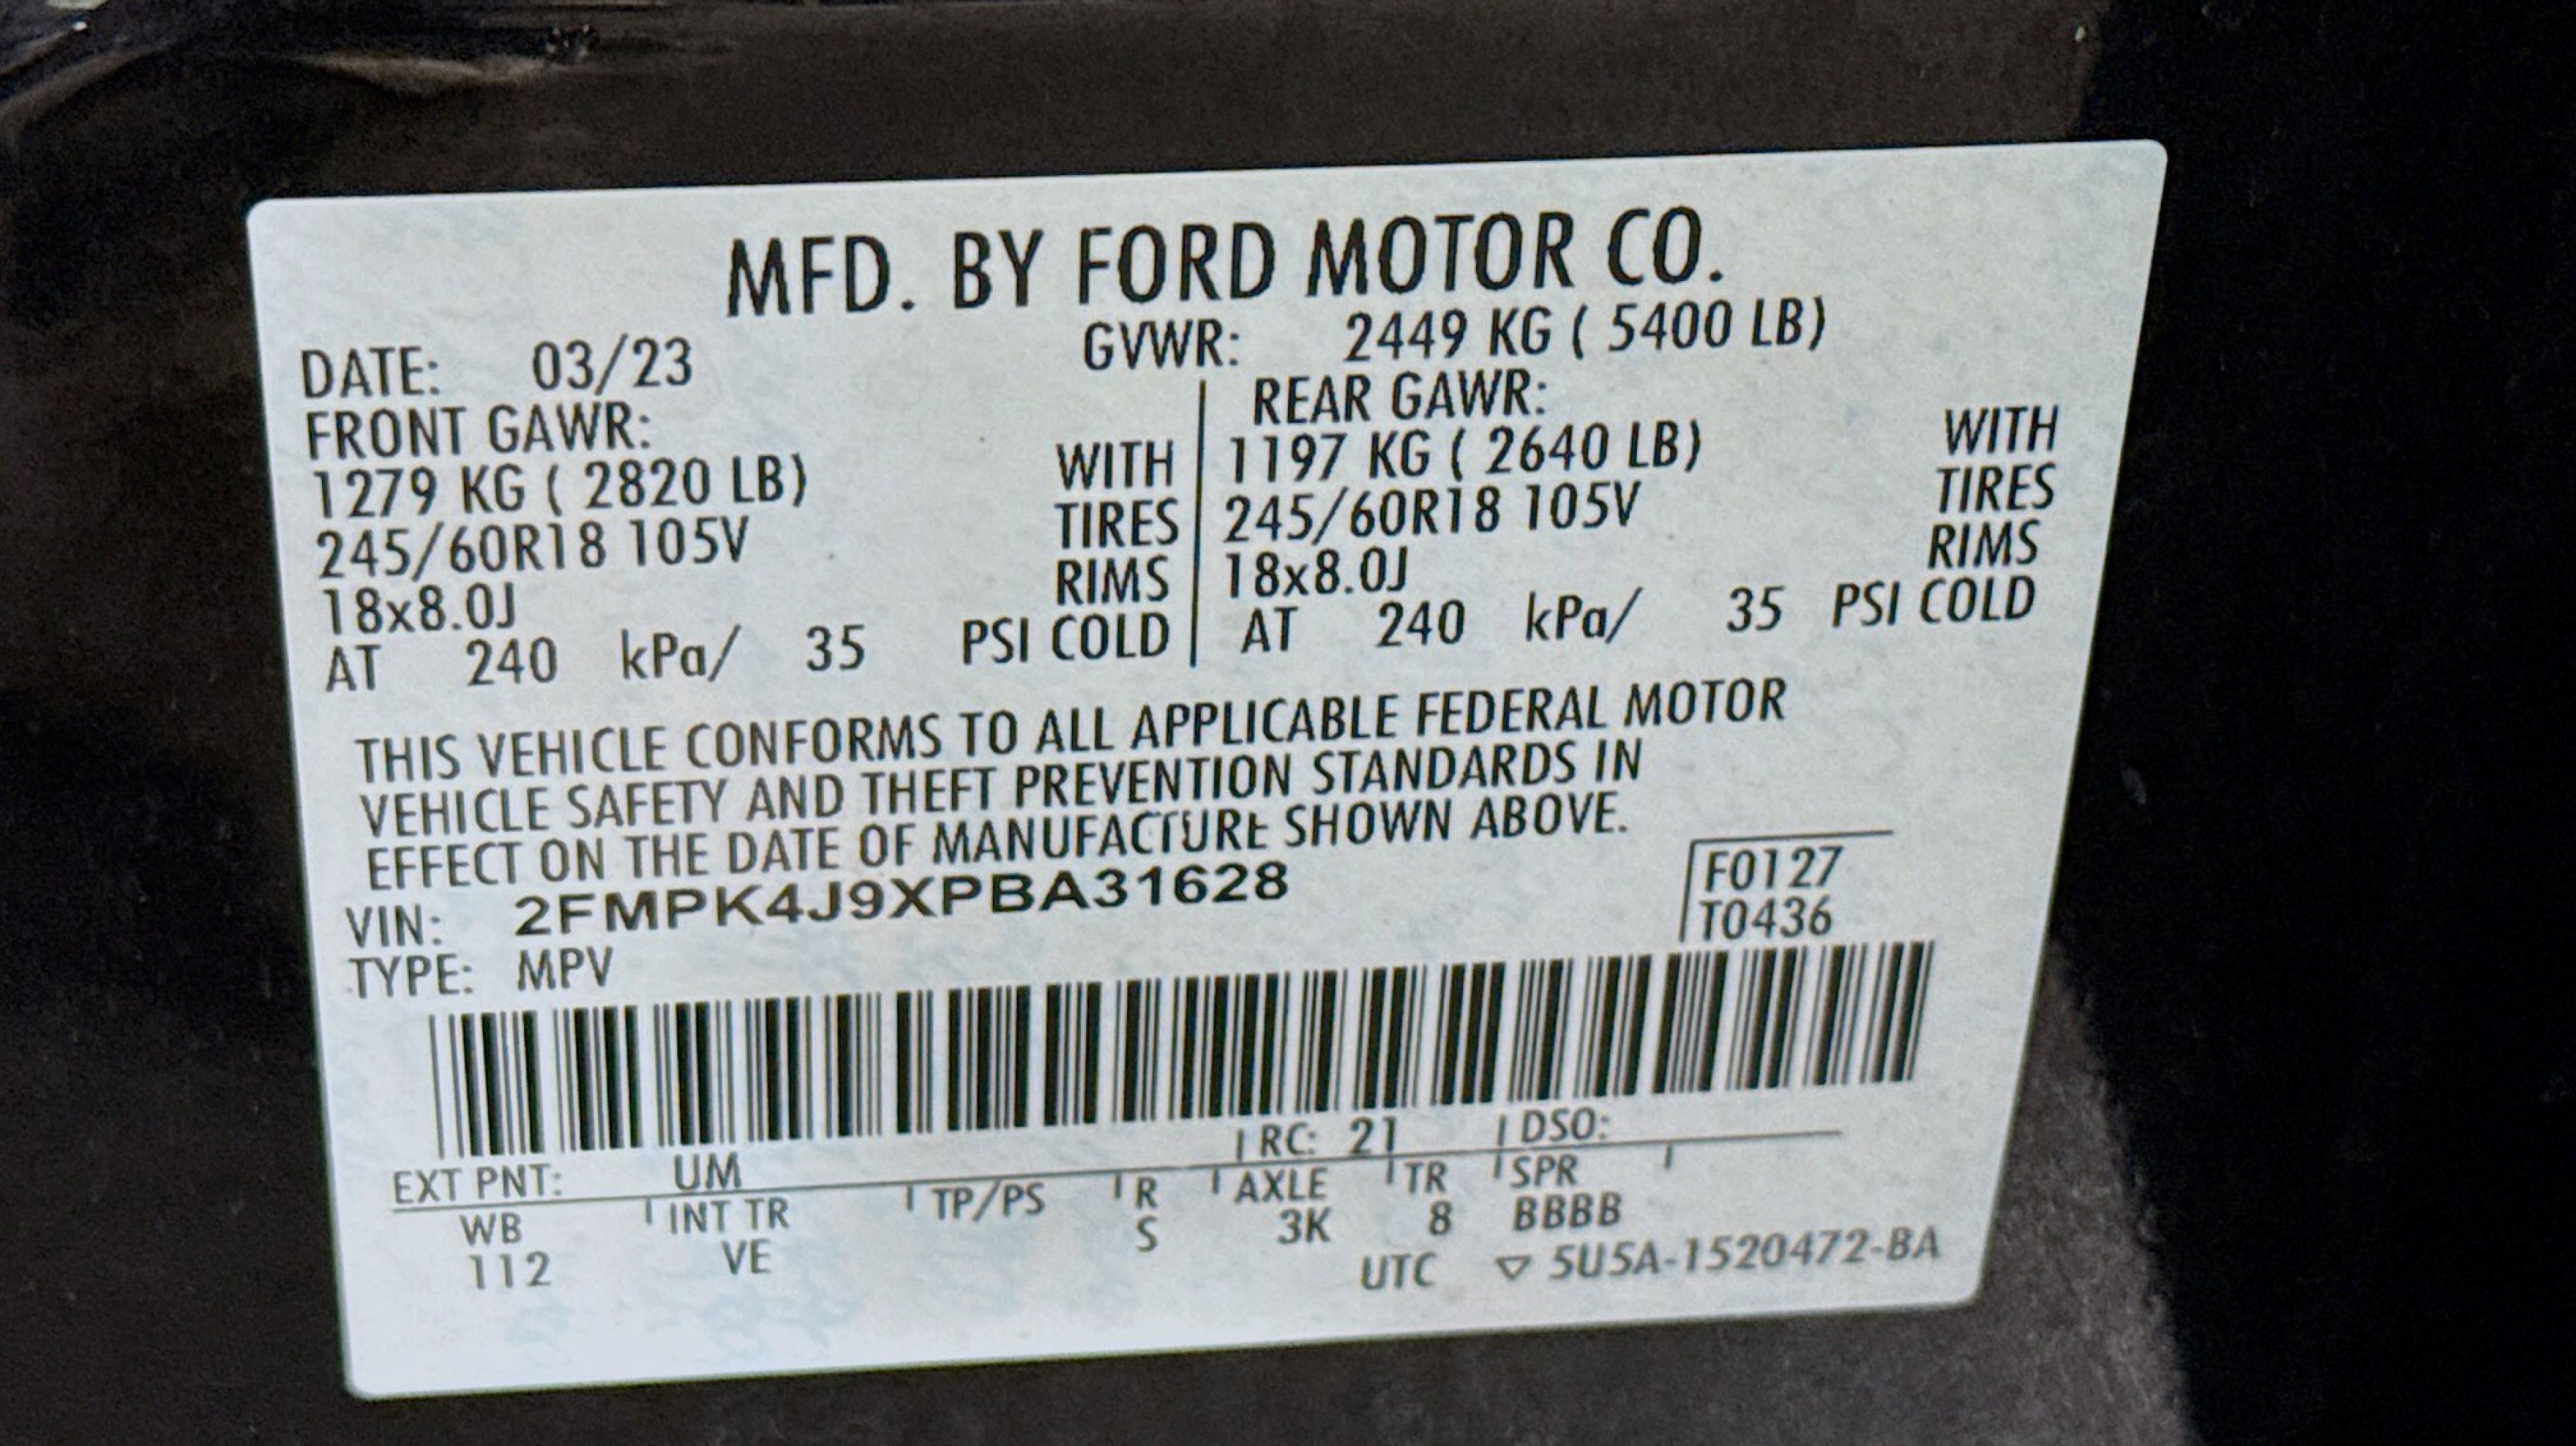 MFD. BY FORD MOTOR CO.
DATE: 03/23 GVWR: 2449 KG ( 5400 LB)
FRONT GAWR: REAR GAWR:
1279 KG ( 2820 LB) WITH 1197 KG ( 2640 LB) WITH
245/60R18 105V TIRES 245/60R18 105V TIRES
18x8.0J RIMS 18x8.0J RIMS
AT 240 kPa/ 35 PSI COLD AT 240 kPa/ 35 PSI COLD
THIS VEHICLE CONFORMS TO ALL APPLICABLE FEDERAL MOTOR
VEHICLE SAFETY AND THEFT PREVENTION STANDARDS IN
EFFECT ON THE DATE OF MANUFACTURE SHOWN ABOVE.
VIN: 2FMPK4J9XPBA31628 F0127
TYPE: MPV T0436
EXT PNT: UM RC: 21 DSO:
WB INT TR TP/PS R AXLE TR SPR
112 VE S 3K 8 BBBB
UTC ▽ 5U5A-1520472-BA